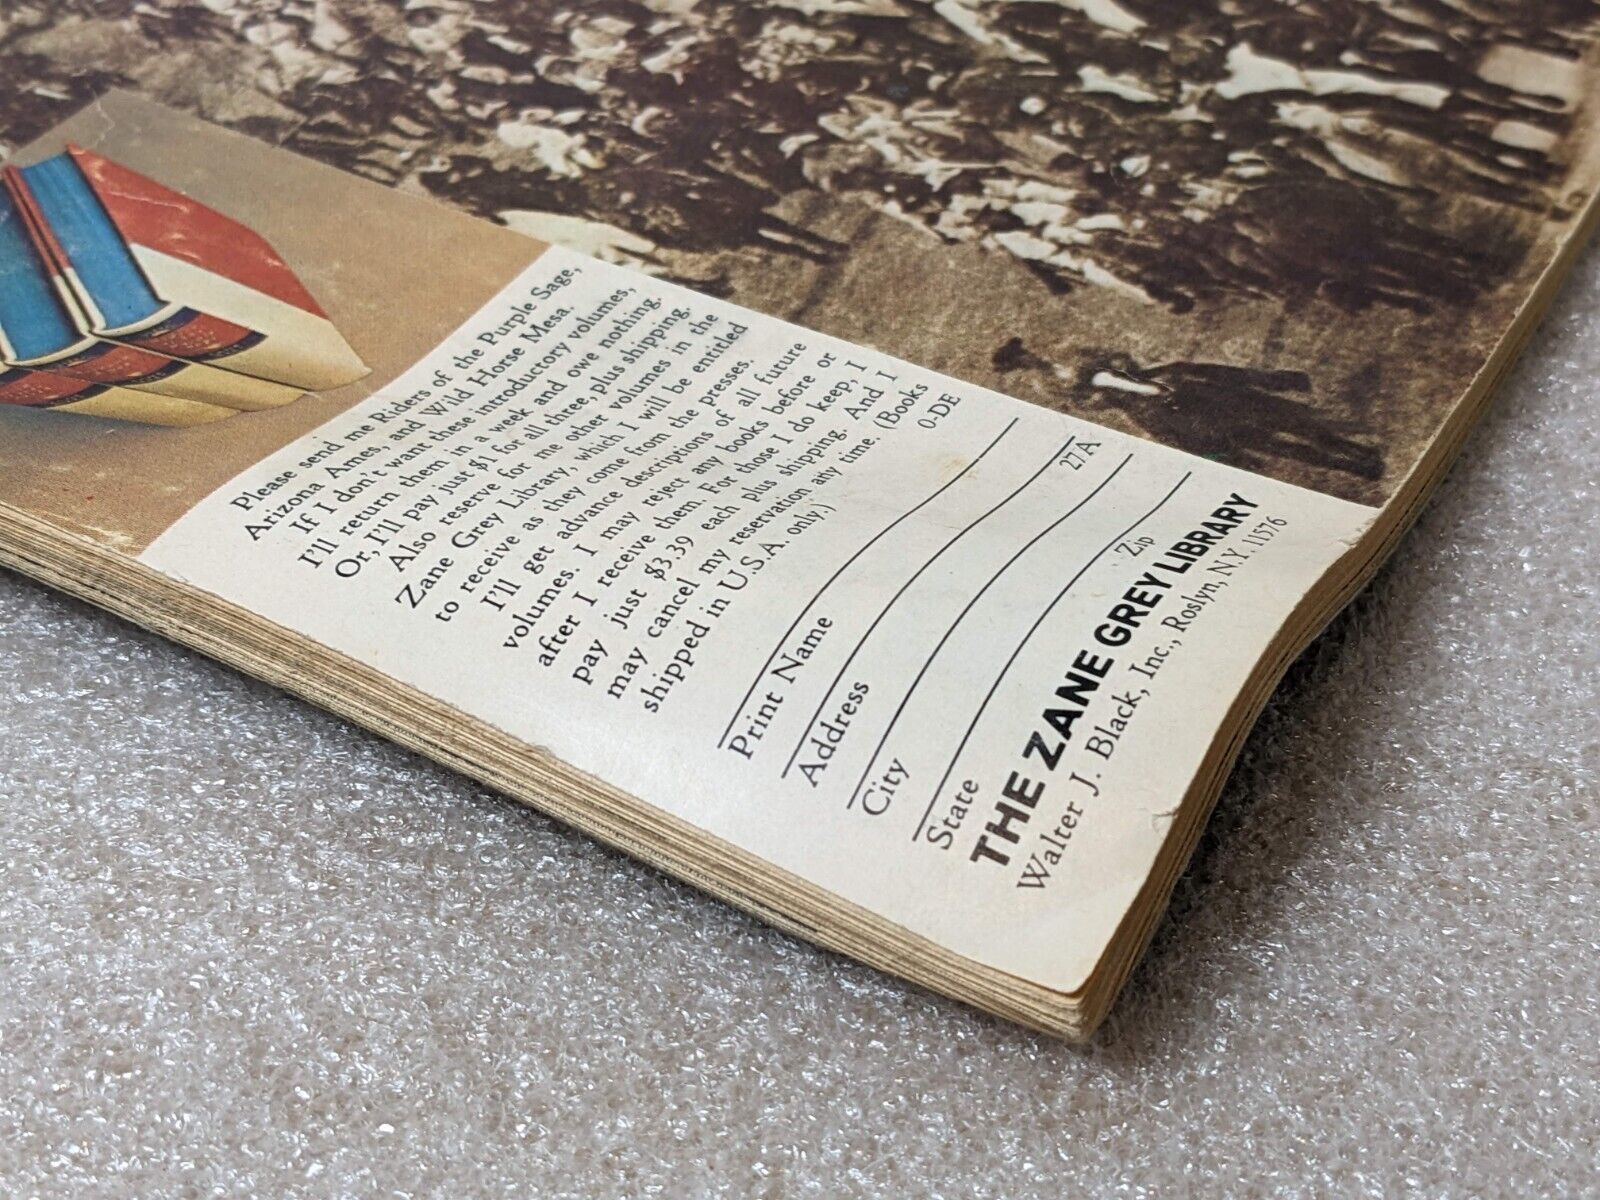 Please send me Riders of the Purple Sage,
Arizona Ames, and Wild Horse Mesa.
If I don't want these introductory volumes,
I'll return them in a week and owe nothing.
Or, I'll pay just $1 for all three, plus shipping.
Also reserve for me other volumes in the
Zane Grey Library, which I will be entitled
to receive as they come from the presses.
I'll get advance descriptions of all future
volumes. I may reject any books before or
after I receive them. For those I do keep, I
pay just $3.39 each plus shipping. And I
may cancel my reservation any time. (Books
shipped in U.S.A. only.) 0-DE
Print Name
27A
Address
City
State Zip
THE ZANE GREY LIBRARY
Walter J. Black, Inc., Roslyn, N.Y. 11576